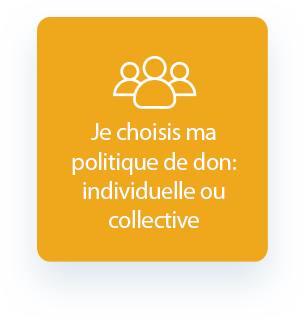 Je choisis ma
politique de don:
individuelle ou
collective